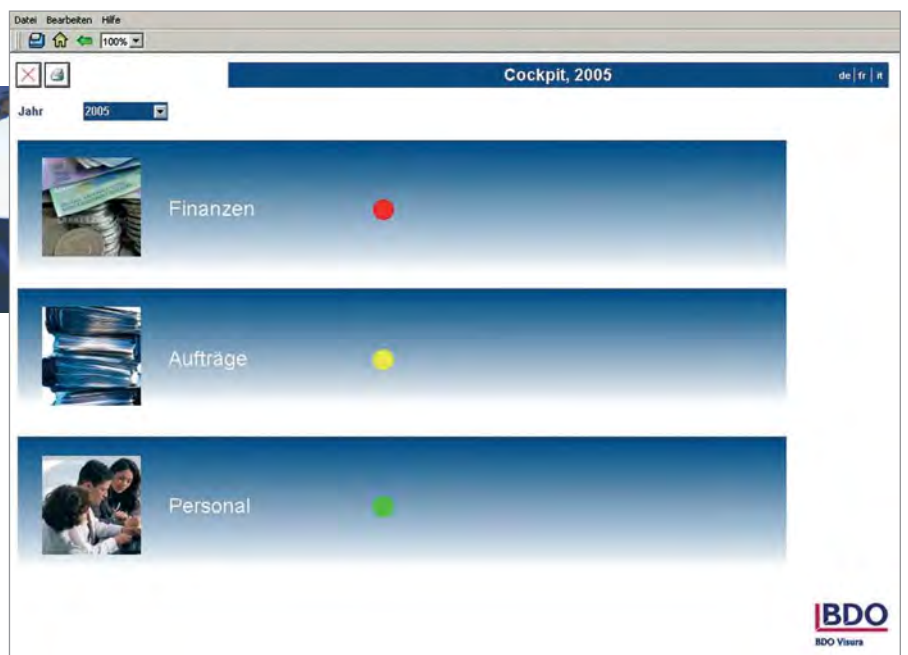 Datei Bearbeiten Hilfe
100%
Cockpit, 2005
de | fr | it
Jahr 2005
Finanzen
Aufträge
Personal
BDO
BDO Visura